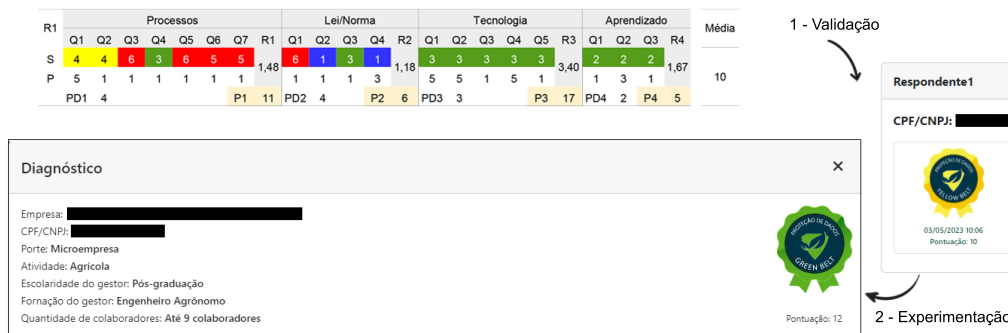 R1 Processos Lei/Norma Tecnologia Aprendizado Média
Q1 Q2 Q3 Q4 Q5 Q6 Q7 R1 Q1 Q2 Q3 Q4 R2 Q1 Q2 Q3 Q4 Q5 R3 Q1 Q2 Q3 R4
S 4 4 6 3 6 5 5 1,48 6 1 3 1 1,18 3 3 3 3 3 3,40 2 2 2 1,67
P 5 1 1 1 1 1 1 1 1 1 3 5 5 1 5 1 1 3 1 10
PD1 4 P1 11 PD2 4 P2 6 PD3 3 P3 17 PD4 2 P4 5
1 - Validação
Respondente1
CPF/CNPJ:
PROTEÇÃO DE DADOS
YELLOW BELT
03/05/2023 10:06
Pontuação: 10
Diagnóstico
×
Empresa:
CPF/CNPJ:
Porte: Microempresa
Atividade: Agrícola
Escolaridade do gestor: Pós-graduação
Fornação do gestor: Engenheiro Agrônomo
Quantidade de colaboradores: Até 9 colaboradores
PROTEÇÃO DE DADOS
GREEN BELT
Pontuação: 12
2 - Experimentação